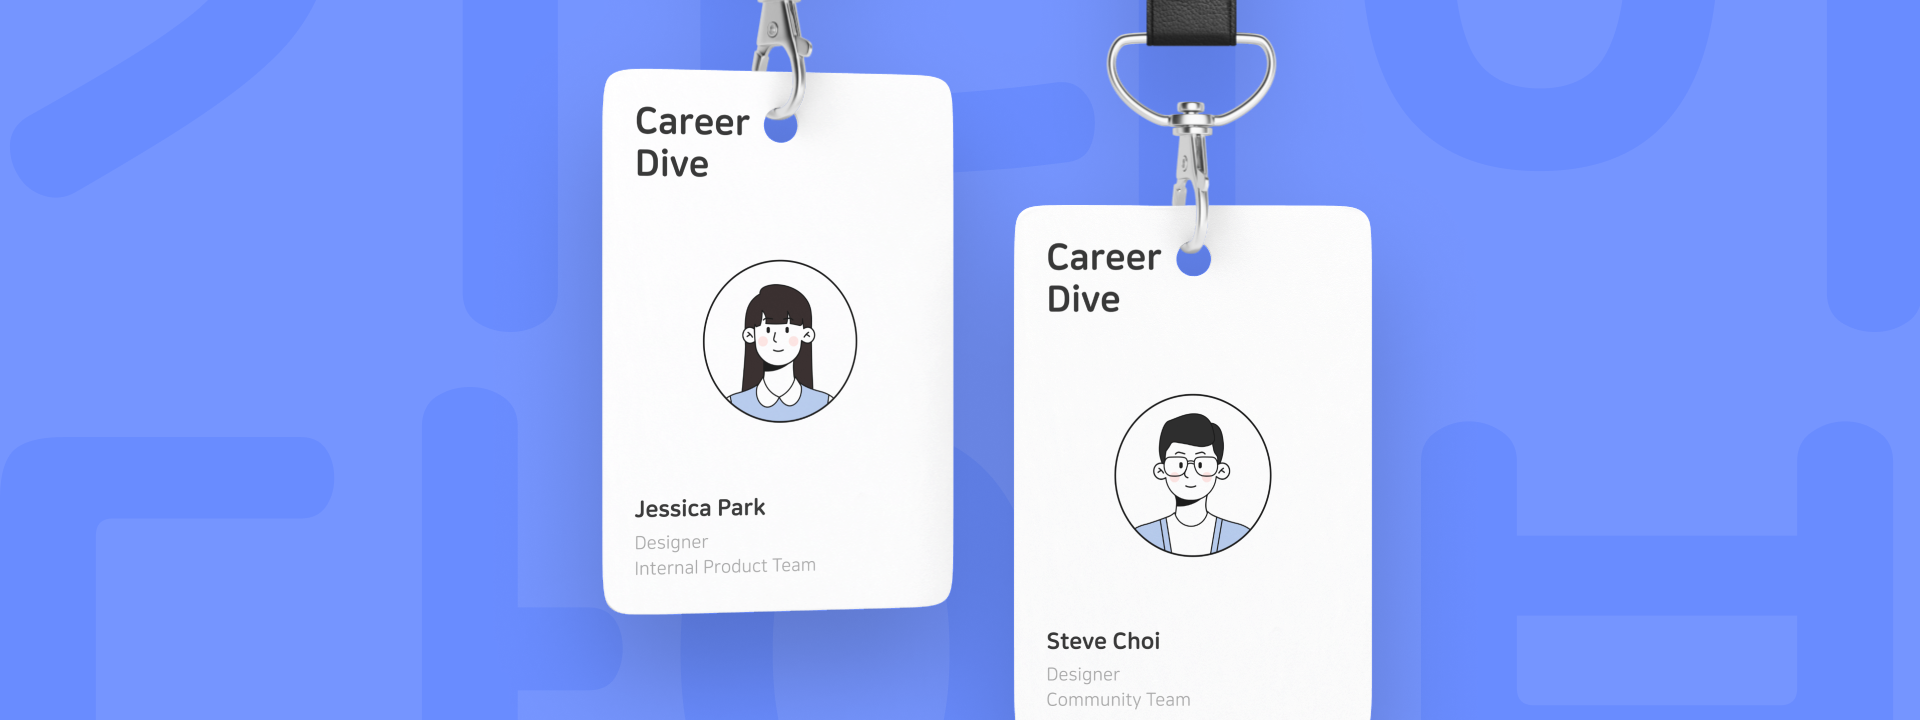 Career
Dive
Jessica Park
Designer
Internal Product Team
Career
Dive
Steve Choi
Designer
Community Team